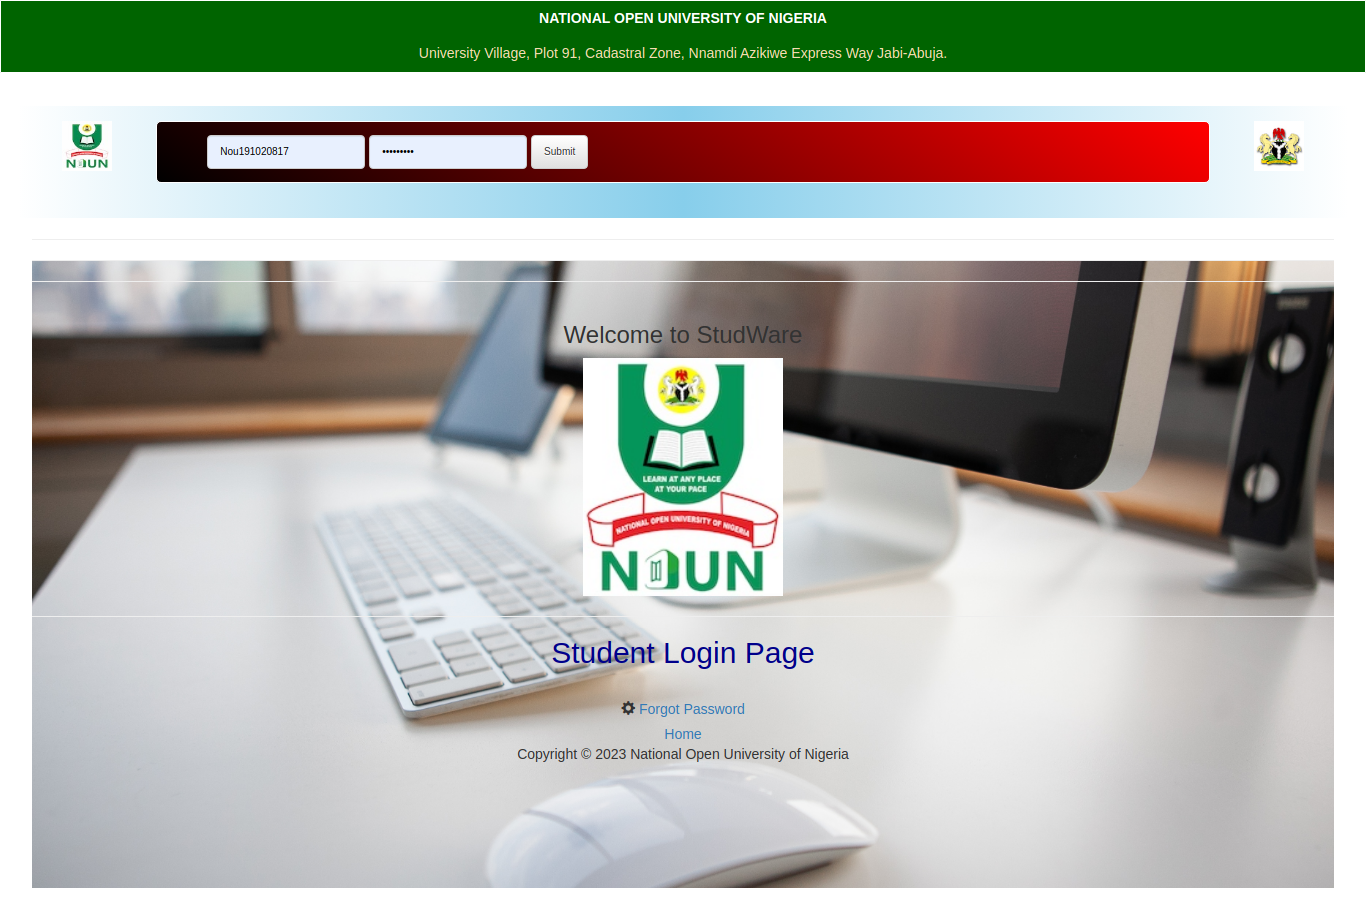 NATIONAL OPEN UNIVERSITY OF NIGERIA
University Village, Plot 91, Cadastral Zone, Nnamdi Azikiwe Express Way Jabi-Abuja.
NOUN
Nou191020817
•••••••••
Submit
Welcome to StudWare
LEARN AT ANY PLACE
AT YOUR PACE
NATIONAL OPEN UNIVERSITY OF NIGERIA
NOUN
Student Login Page
Forgot Password
Home
Copyright © 2023 National Open University of Nigeria